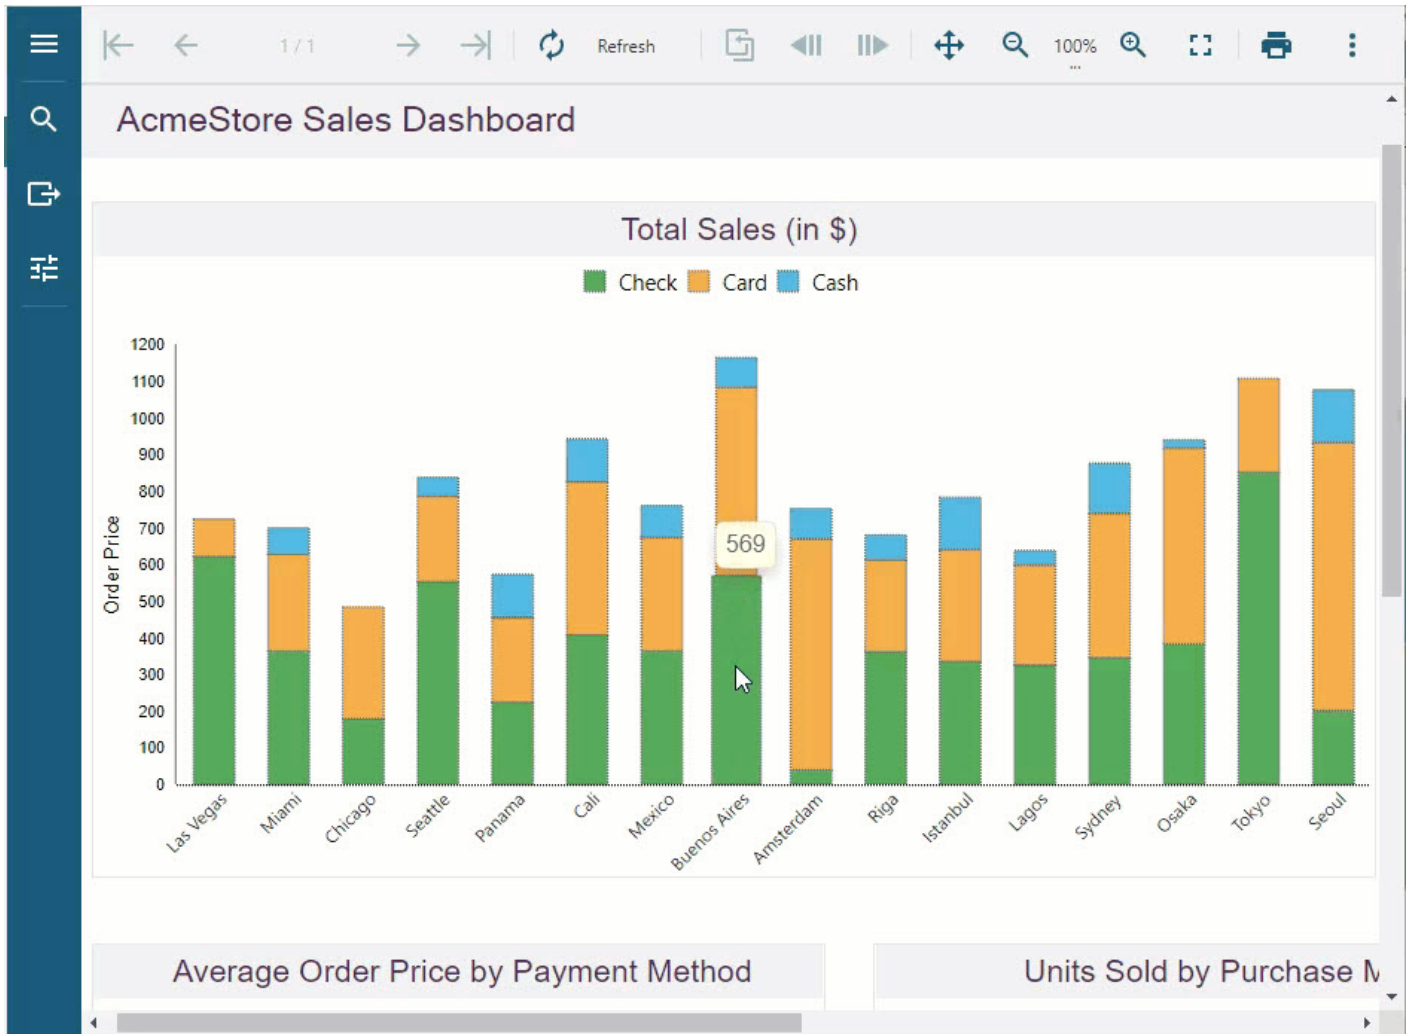 1 / 1 Refresh 100%
...
AcmeStore Sales Dashboard
Total Sales (in $)
Check Card Cash
1200
1100
1000
900
800
700
600
500
400
300
200
100
0
Order Price
569
Las Vegas Miami Chicago Seattle Panama Cali Mexico Buenos Aires Amsterdam Riga Istanbul Lagos Sydney Osaka Tokyo Seoul
Average Order Price by Payment Method
Units Sold by Purchase M